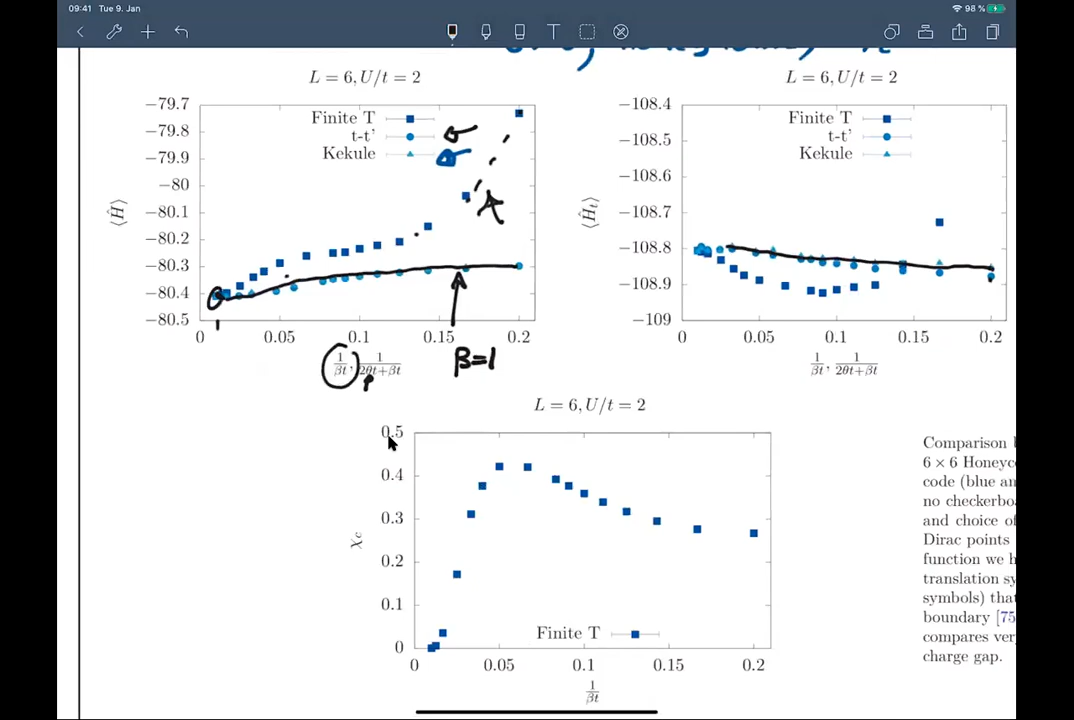 09:41 Tue 9. Jan
98 %
T
L = 6, U/t = 2
−79.7
−79.8
−79.9
−80
−80.1
−80.2
−80.3
−80.4
−80.5
⟨Ĥ⟩
Finite T
t-t'
Kekule
0 0.05 0.1 0.15 0.2
1/βt, 1/2θt+βt
β=1
L = 6, U/t = 2
−108.4
−108.5
−108.6
−108.7
−108.8
−108.9
−109
⟨Ĥt⟩
Finite T
t-t'
Kekule
0 0.05 0.1 0.15 0.2
1/βt, 1/2θt+βt
L = 6, U/t = 2
0.5
0.4
0.3
0.2
0.1
0
χc
Finite T
0 0.05 0.1 0.15 0.2
1/βt
Comparison
6 × 6 Honeyc
code (blue an
no checkerbo
and choice of
Dirac points
function we h
translation sy
symbols) that
boundary [75
compares ver
charge gap.